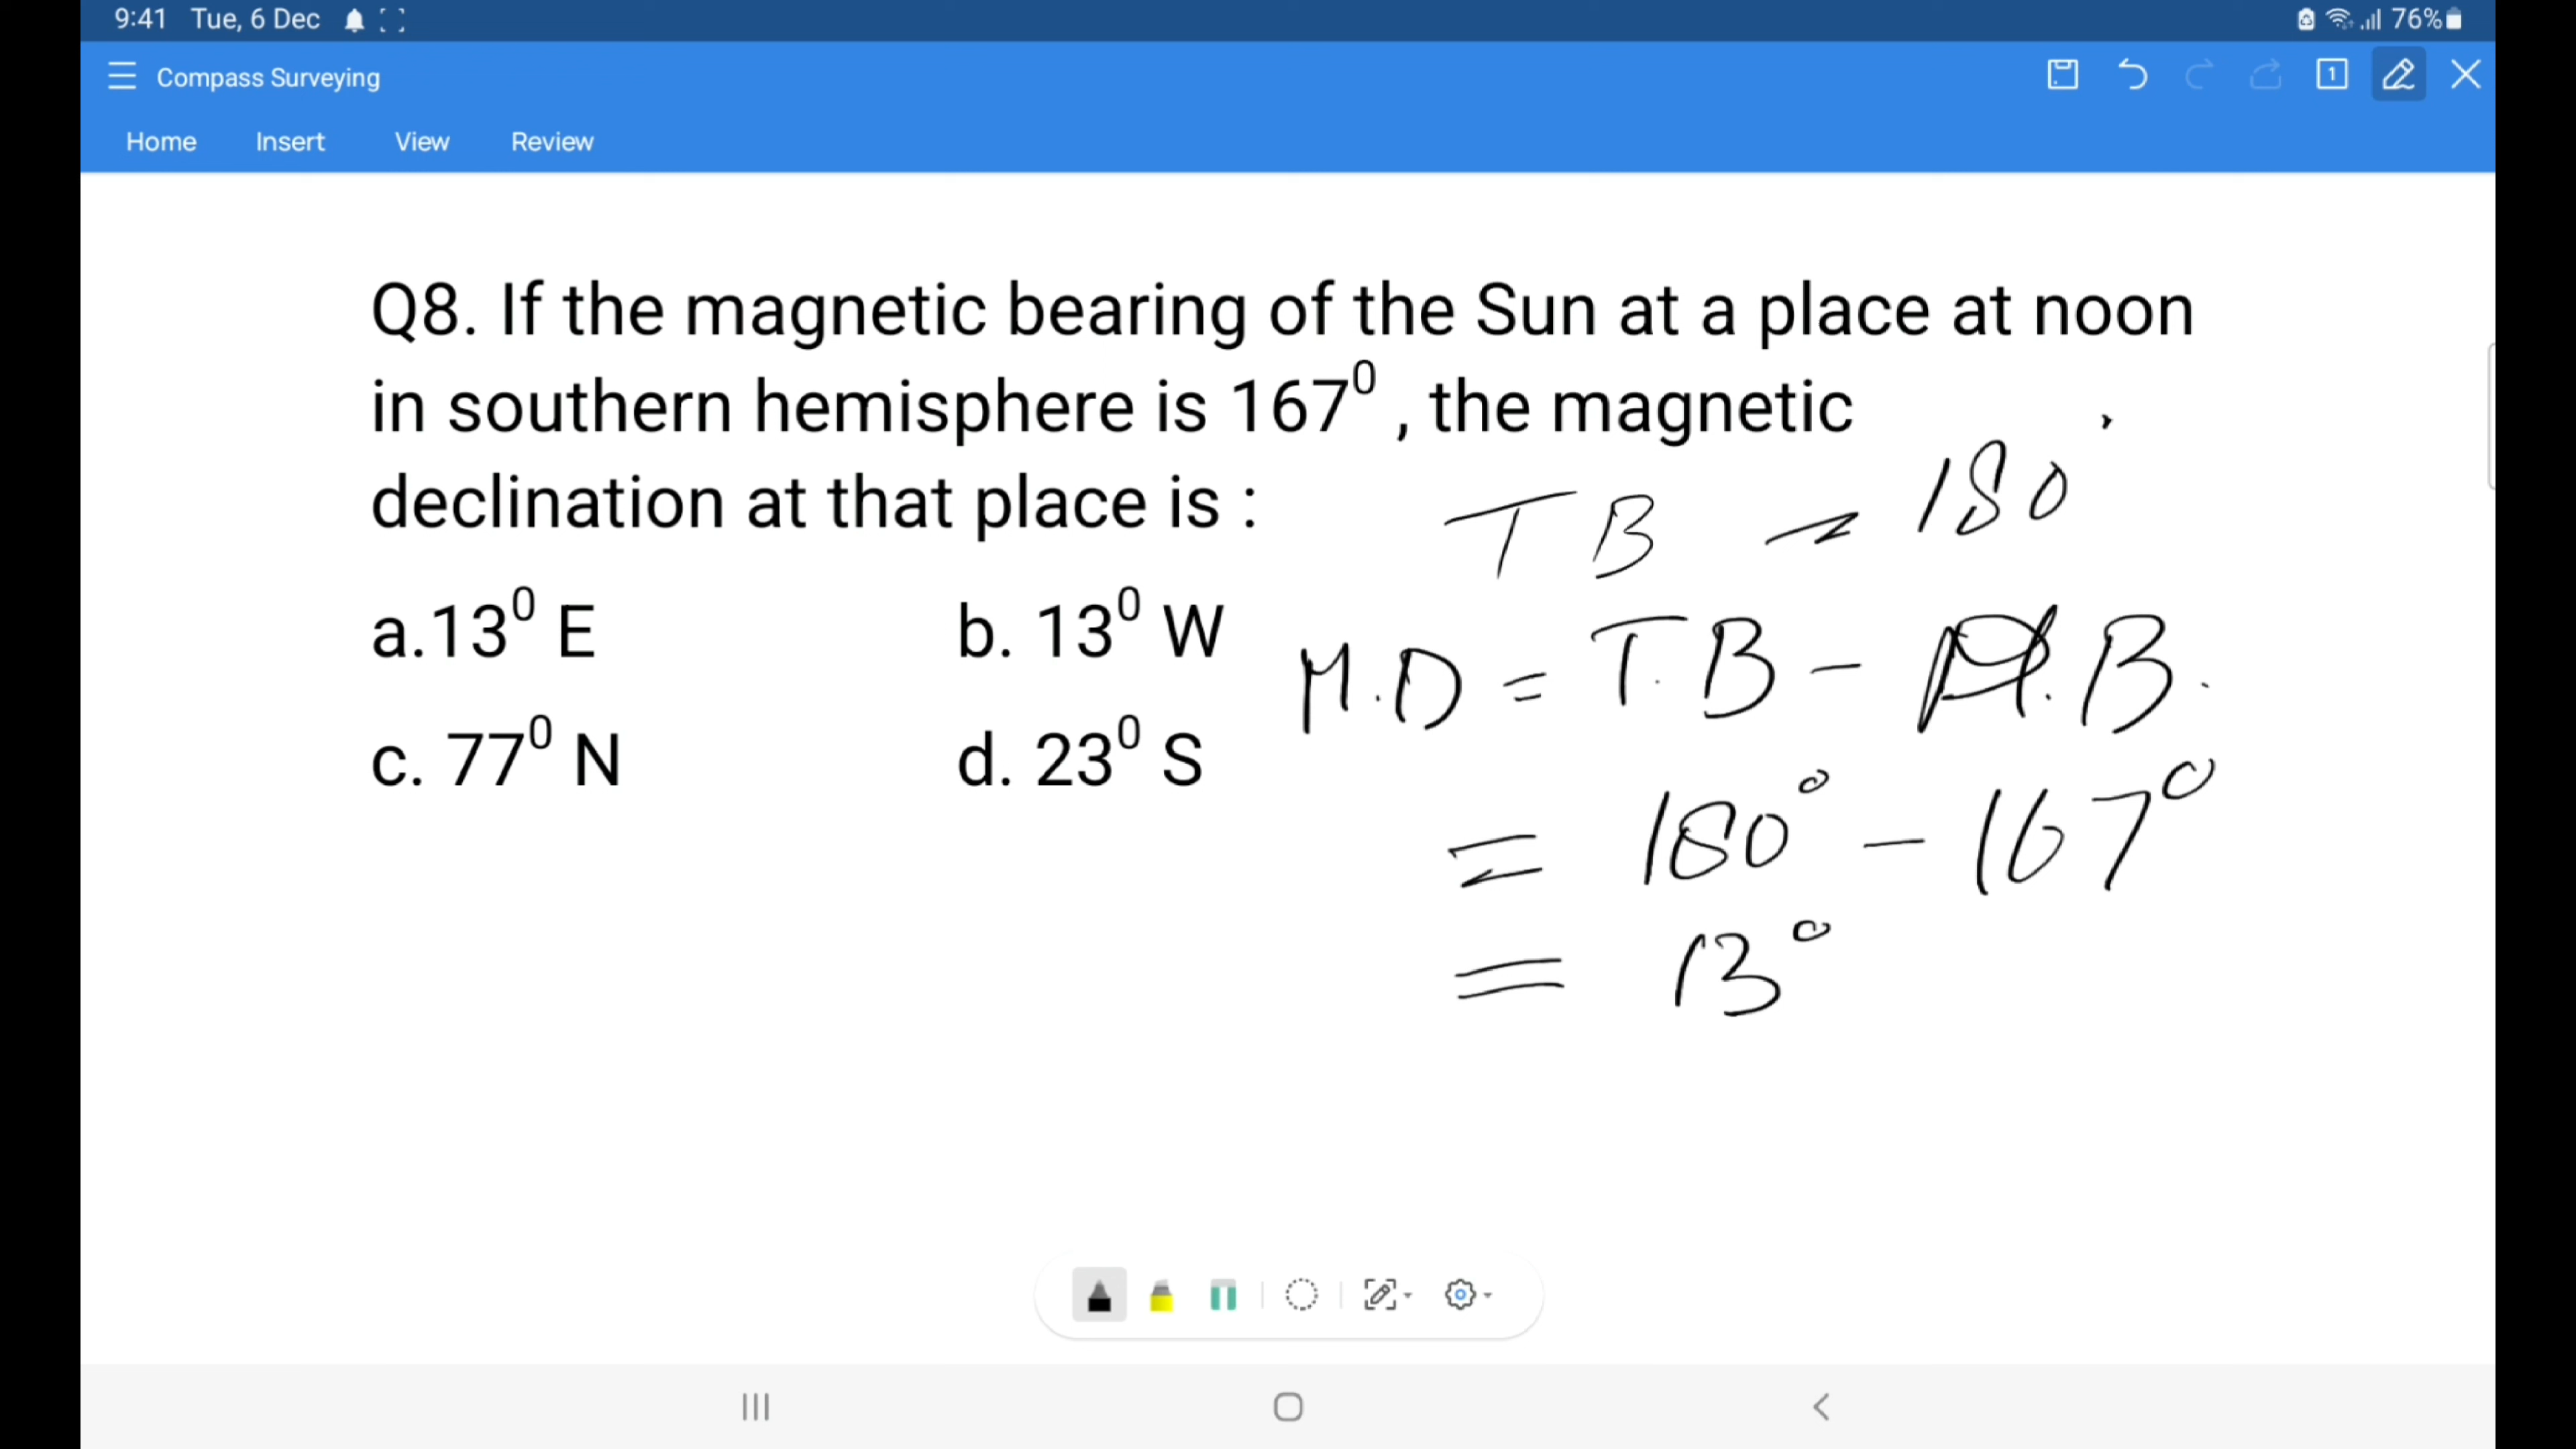 9:41 Tue, 6 Dec 76%
Compass Surveying 1
Home Insert View Review
Q8. If the magnetic bearing of the Sun at a place at noon
in southern hemisphere is 167⁰ , the magnetic
declination at that place is :
TB = 180°
a.13⁰ E b. 13⁰ W
M.D = T.B - M.B.
c. 77⁰ N d. 23⁰ S
= 180° - 167°
= 13°